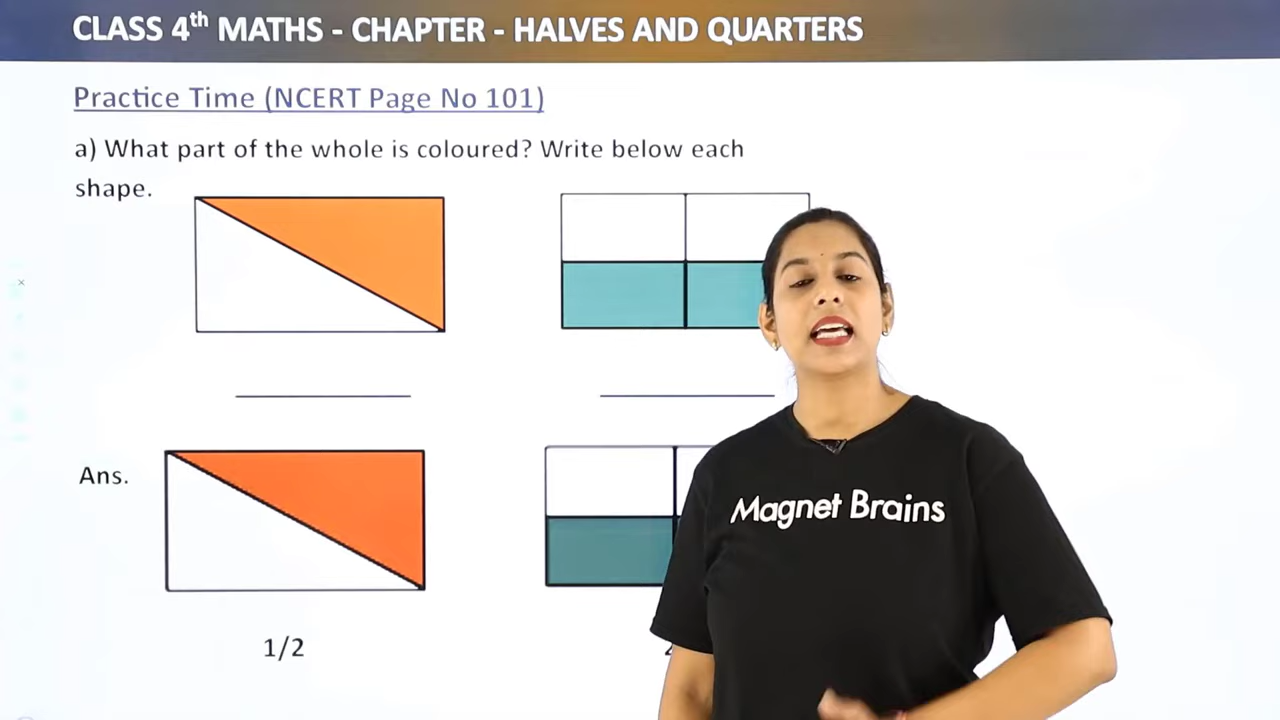 CLASS 4th MATHS - CHAPTER - HALVES AND QUARTERS
Practice Time (NCERT Page No 101)
a) What part of the whole is coloured? Write below each
shape.
Ans.
Magnet Brains
1/2